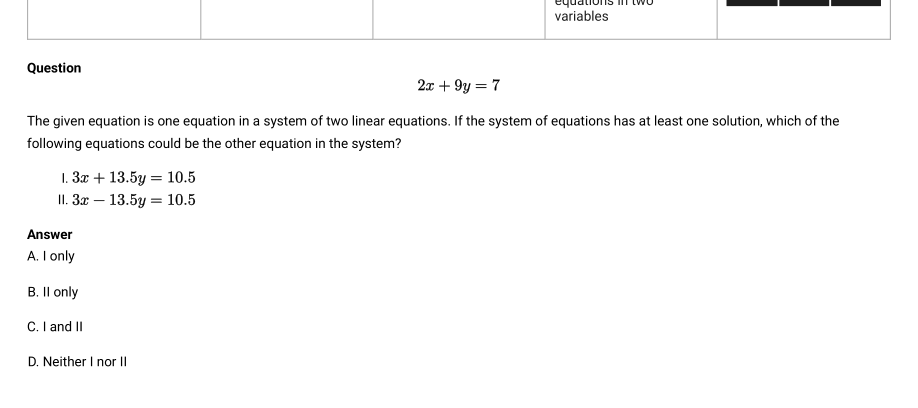 equations in two
variables
Question
2x + 9y = 7
The given equation is one equation in a system of two linear equations. If the system of equations has at least one solution, which of the
following equations could be the other equation in the system?
I. 3x + 13.5y = 10.5
II. 3x − 13.5y = 10.5
Answer
A. I only
B. II only
C. I and II
D. Neither I nor II